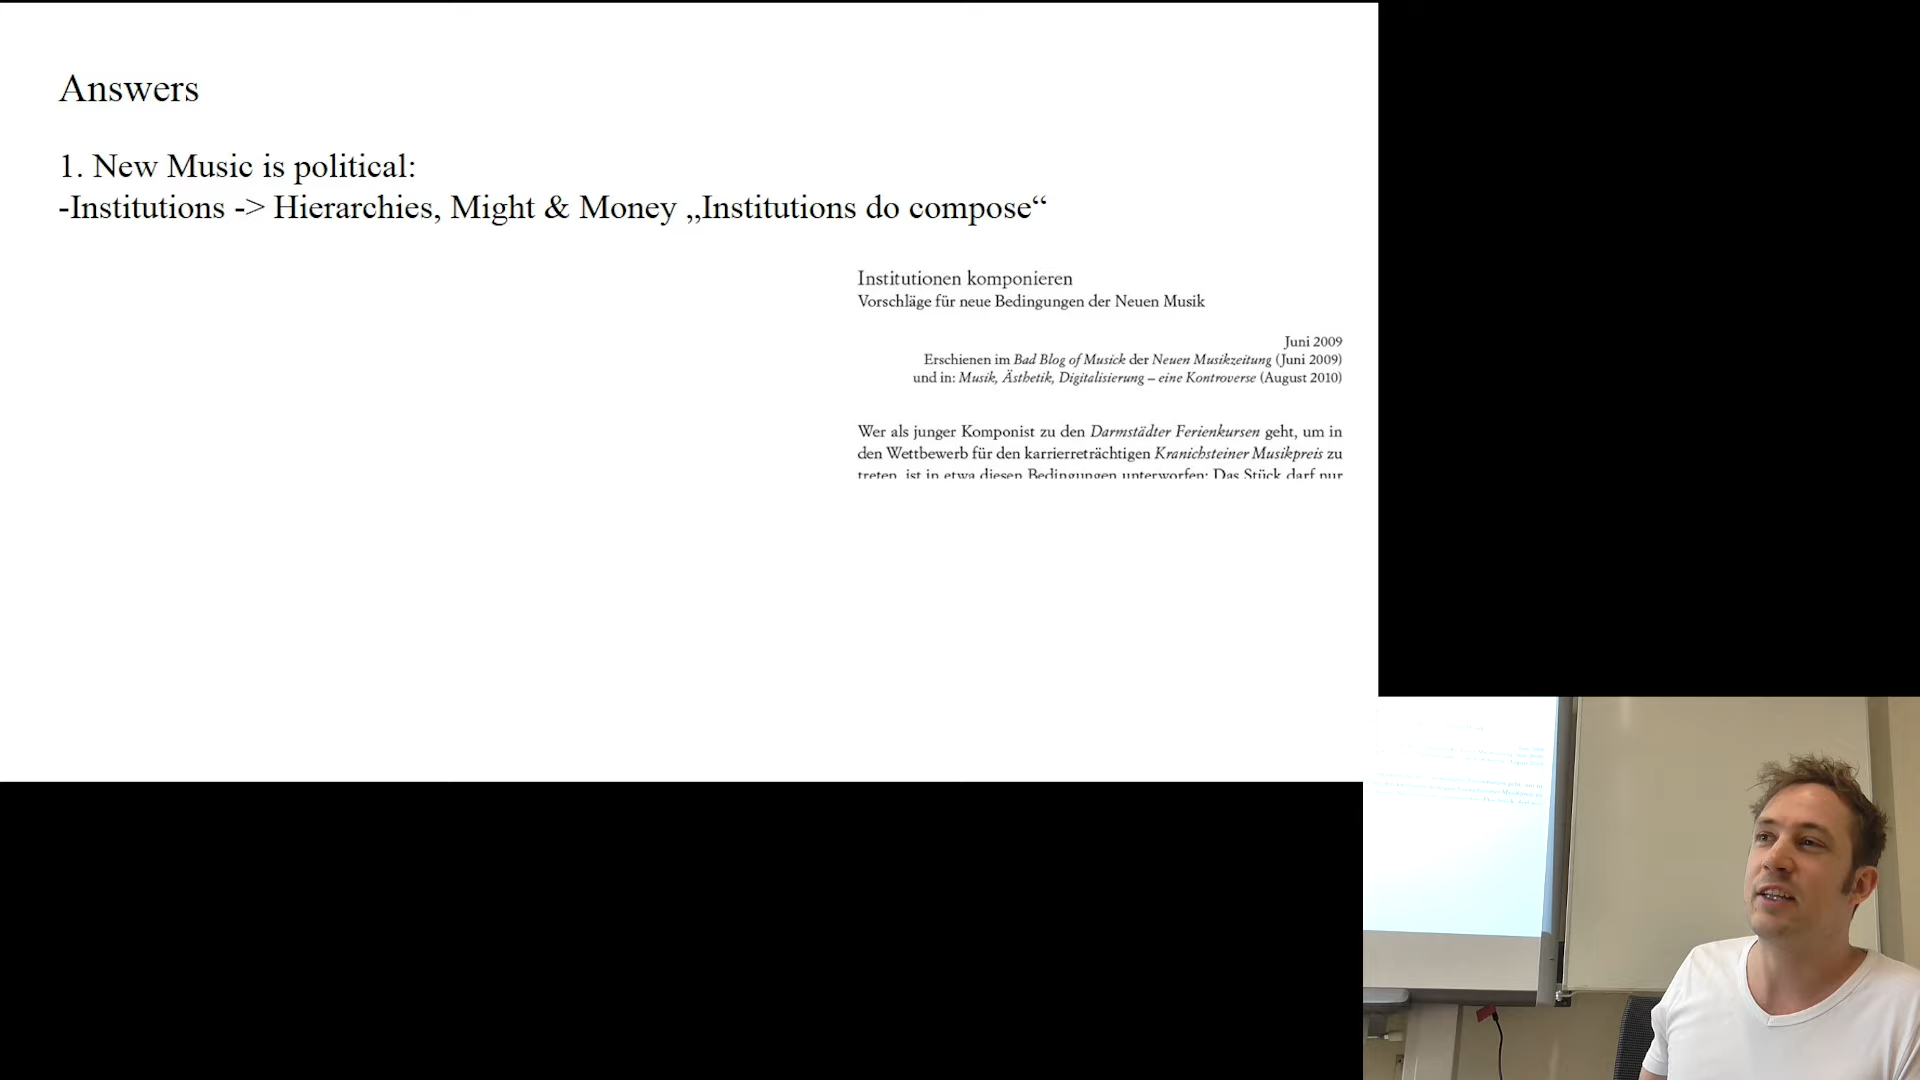 Answers
1. New Music is political:
-Institutions -> Hierarchies, Might & Money „Institutions do compose“
Institutionen komponieren
Vorschläge für neue Bedingungen der Neuen Musik
Juni 2009
Erschienen im Bad Blog of Musick der Neuen Musikzeitung (Juni 2009)
und in: Musik, Ästhetik, Digitalisierung – eine Kontroverse (August 2010)
Wer als junger Komponist zu den Darmstädter Ferienkursen geht, um in
den Wettbewerb für den karriereträchtigen Kranichsteiner Musikpreis zu
treten, ist in etwa diesen Bedingungen unterworfen: Das Stück darf nur